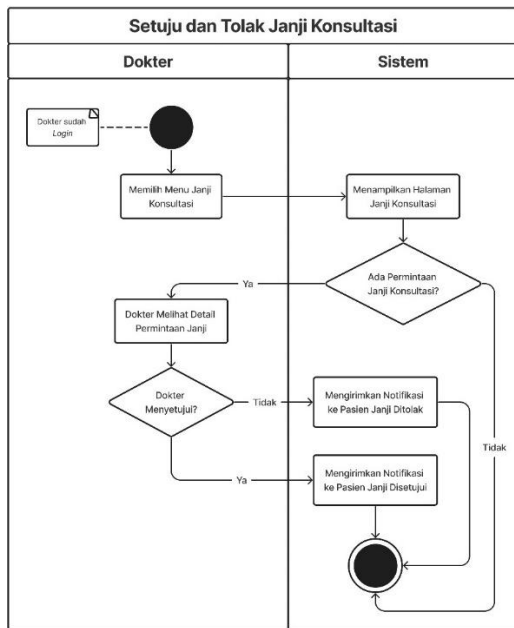 Setuju dan Tolak Janji Konsultasi
Dokter
Sistem
Dokter sudah
Login
Memilih Menu Janji
Konsultasi
Menampilkan Halaman
Janji Konsultasi
Ada Permintaan
Janji Konsultasi?
Ya
Dokter Melihat Detail
Permintaan Janji
Dokter
Menyetujui?
Tidak
Mengirimkan Notifikasi
ke Pasien Janji Ditolak
Tidak
Ya
Mengirimkan Notifikasi
ke Pasien Janji Disetujui